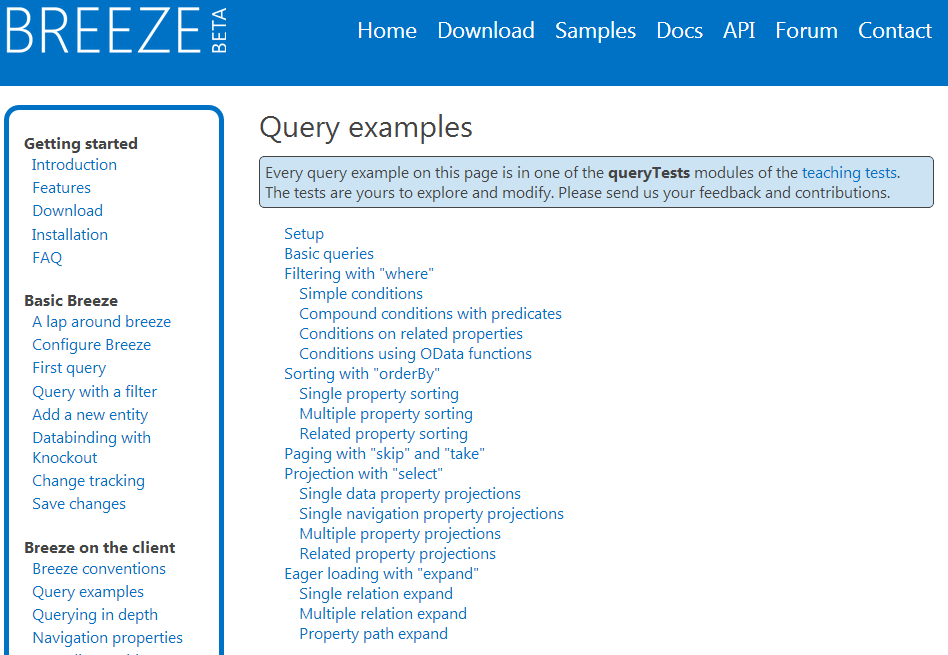 BREEZE BETA
Home Download Samples Docs API Forum Contact
Getting started
Introduction
Features
Download
Installation
FAQ
Basic Breeze
A lap around breeze
Configure Breeze
First query
Query with a filter
Add a new entity
Databinding with
Knockout
Change tracking
Save changes
Breeze on the client
Breeze conventions
Query examples
Querying in depth
Navigation properties
Query examples
Every query example on this page is in one of the queryTests modules of the teaching tests.
The tests are yours to explore and modify. Please send us your feedback and contributions.
Setup
Basic queries
Filtering with "where"
Simple conditions
Compound conditions with predicates
Conditions on related properties
Conditions using OData functions
Sorting with "orderBy"
Single property sorting
Multiple property sorting
Related property sorting
Paging with "skip" and "take"
Projection with "select"
Single data property projections
Single navigation property projections
Multiple property projections
Related property projections
Eager loading with "expand"
Single relation expand
Multiple relation expand
Property path expand